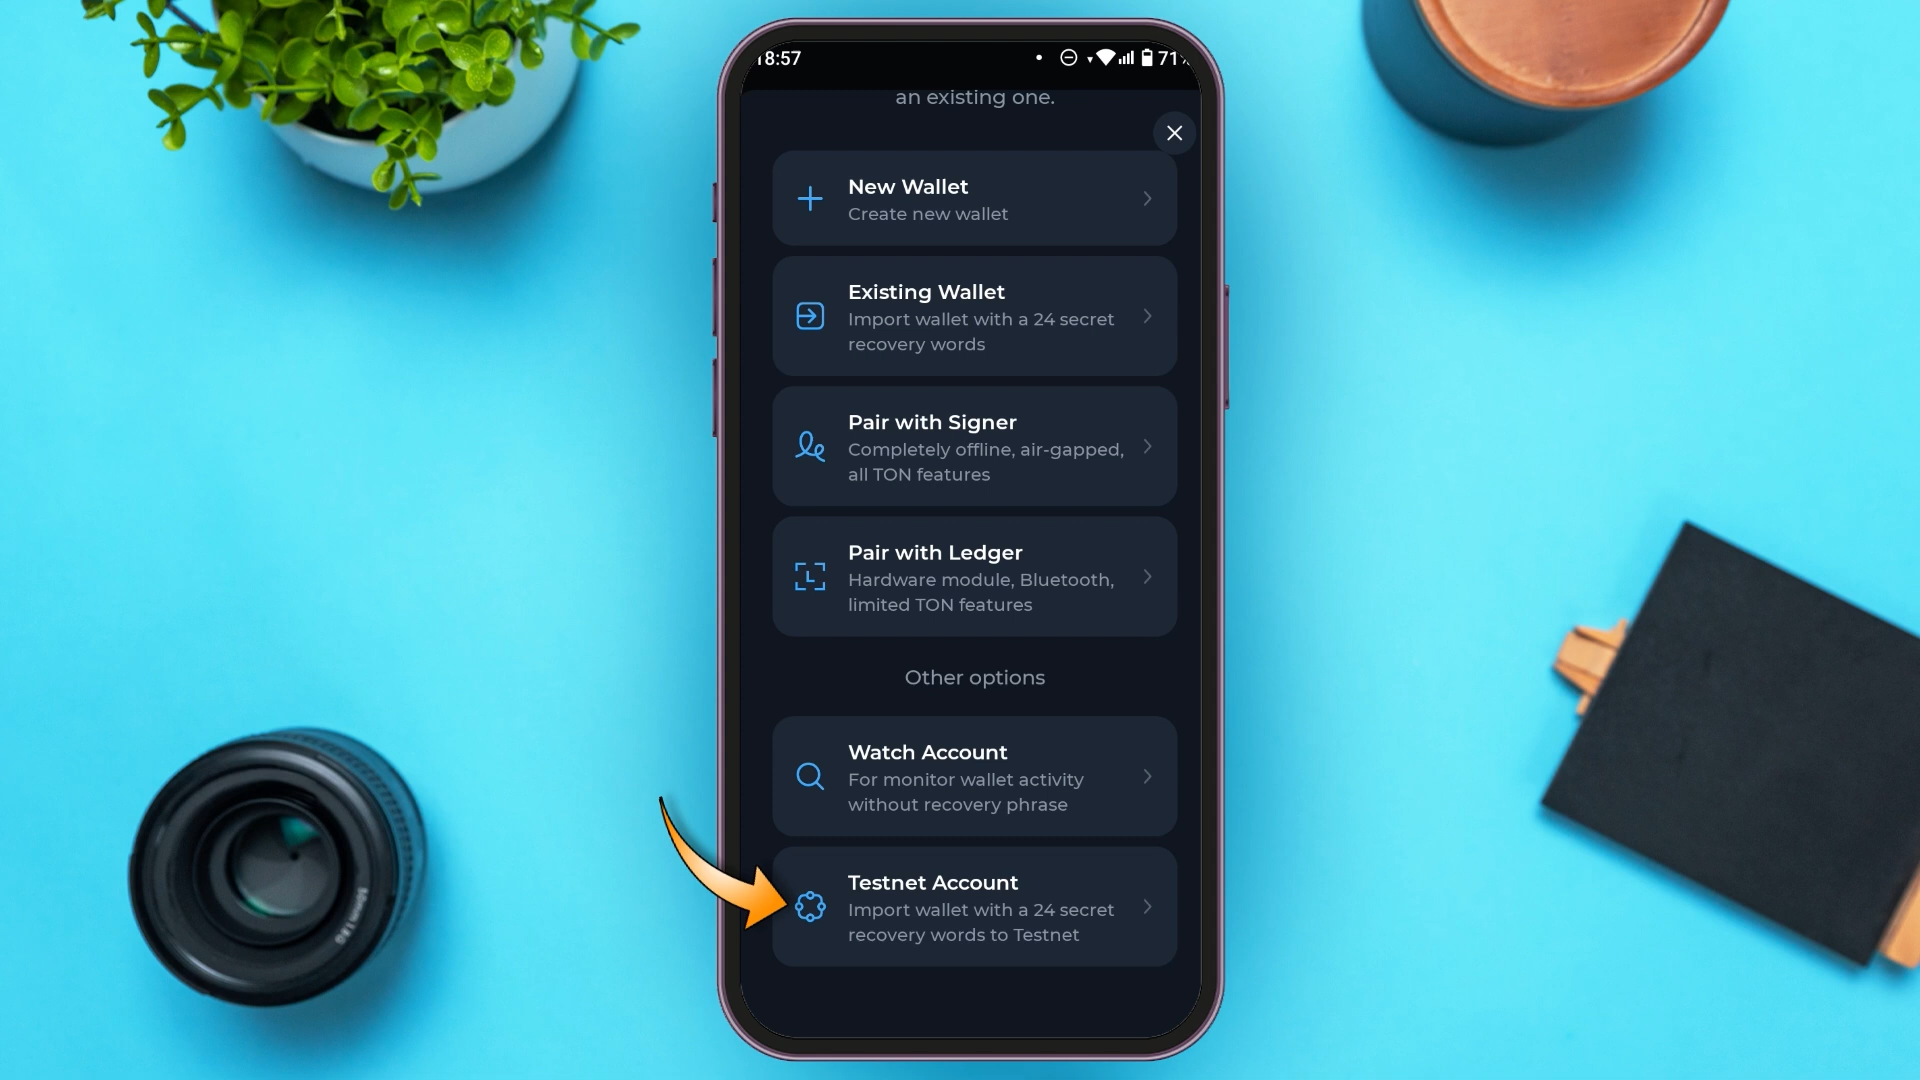 18:57
71%
an existing one.
New Wallet
Create new wallet
Existing Wallet
Import wallet with a 24 secret
recovery words
Pair with Signer
Completely offline, air-gapped,
all TON features
Pair with Ledger
Hardware module, Bluetooth,
limited TON features
Other options
Watch Account
For monitor wallet activity
without recovery phrase
Testnet Account
Import wallet with a 24 secret
recovery words to Testnet